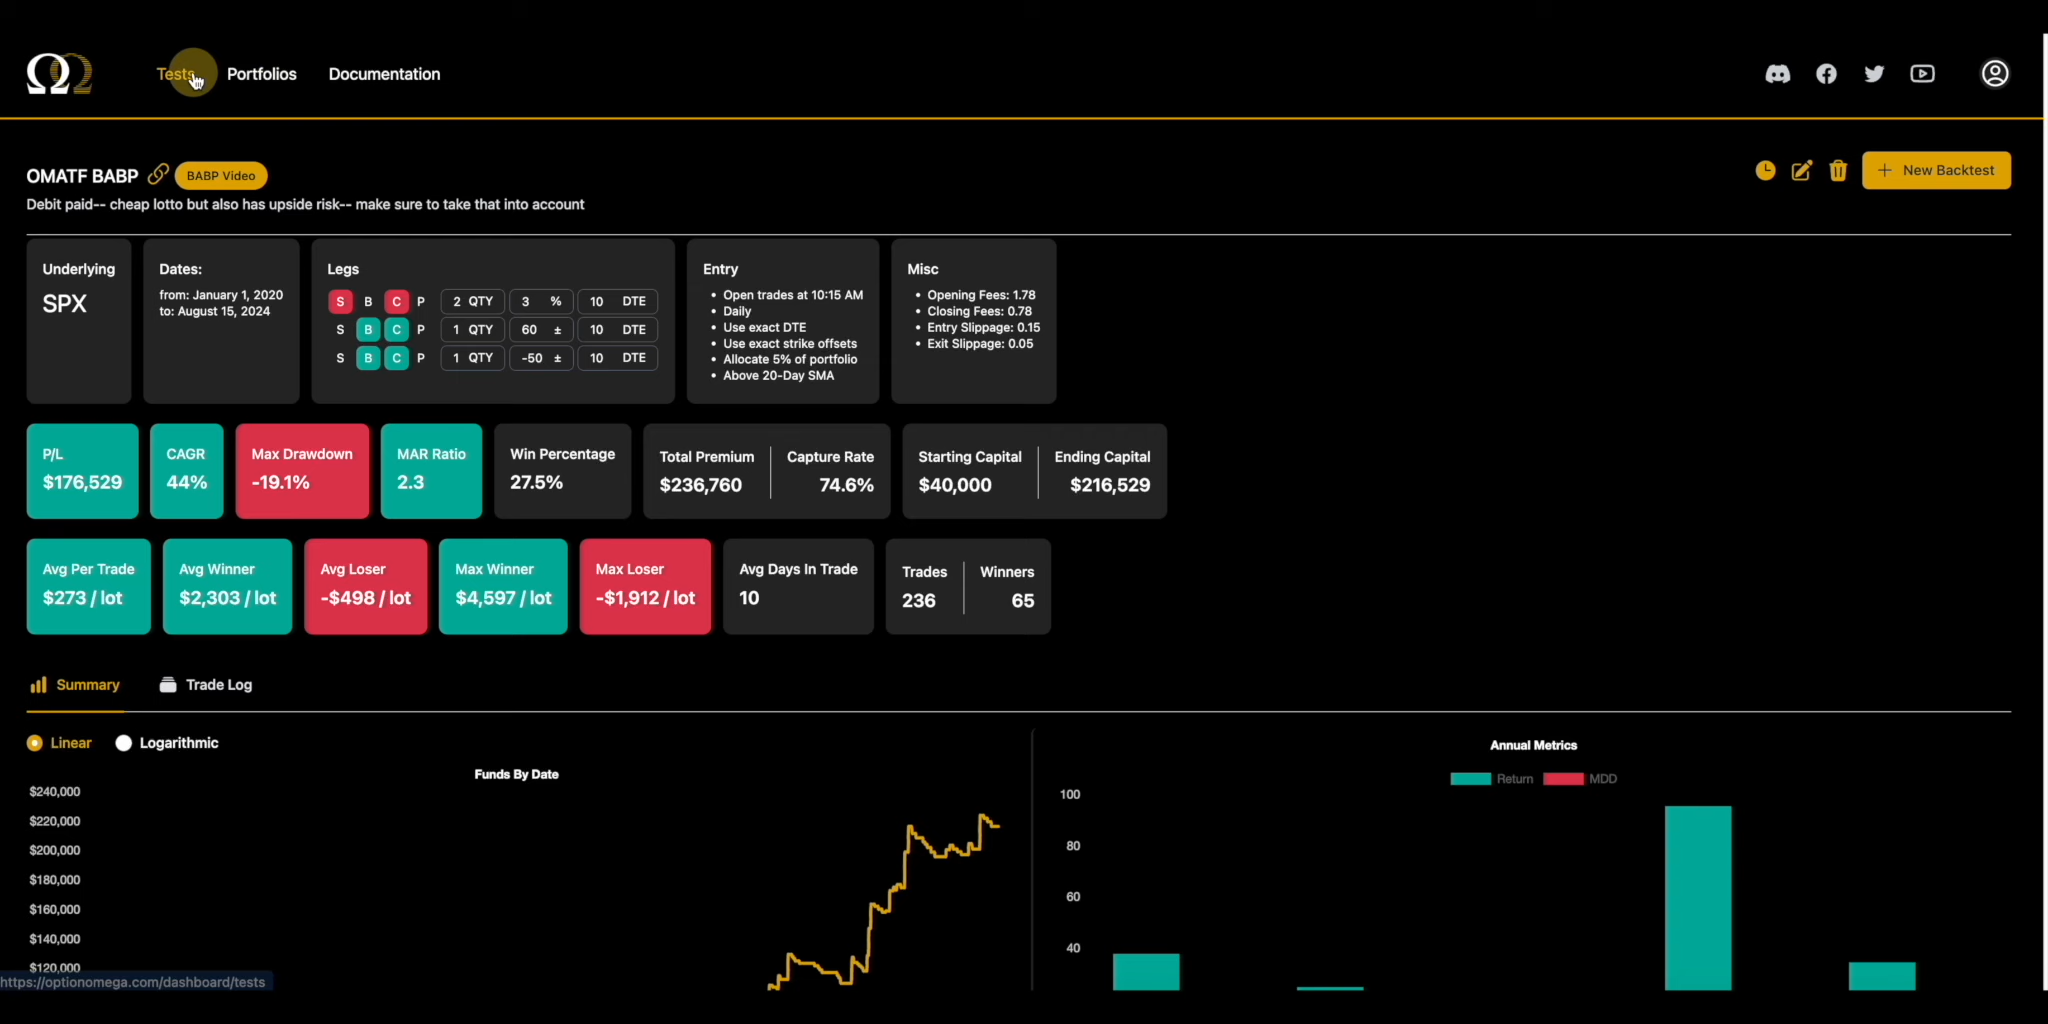 Tests Portfolios Documentation
OMATF BABP BABP Video
New Backtest
Debit paid-- cheap lotto but also has upside risk-- make sure to take that into account
Underlying
SPX
Dates:
from: January 1, 2020
to: August 15, 2024
Legs
S B C P 2 QTY 3 % 10 DTE
S B C P 1 QTY 60 ± 10 DTE
S B C P 1 QTY -50 ± 10 DTE
Entry
• Open trades at 10:15 AM
• Daily
• Use exact DTE
• Use exact strike offsets
• Allocate 5% of portfolio
• Above 20-Day SMA
Misc
• Opening Fees: 1.78
• Closing Fees: 0.78
• Entry Slippage: 0.15
• Exit Slippage: 0.05
P/L
$176,529
CAGR
44%
Max Drawdown
-19.1%
MAR Ratio
2.3
Win Percentage
27.5%
Total Premium
$236,760
Capture Rate
74.6%
Starting Capital
$40,000
Ending Capital
$216,529
Avg Per Trade
$273 / lot
Avg Winner
$2,303 / lot
Avg Loser
-$498 / lot
Max Winner
$4,597 / lot
Max Loser
-$1,912 / lot
Avg Days In Trade
10
Trades
236
Winners
65
Summary Trade Log
Linear Logarithmic
Funds By Date
$240,000
$220,000
$200,000
$180,000
$160,000
$140,000
$120,000
Annual Metrics
Return MDD
100
80
60
40
https://optionomega.com/dashboard/tests